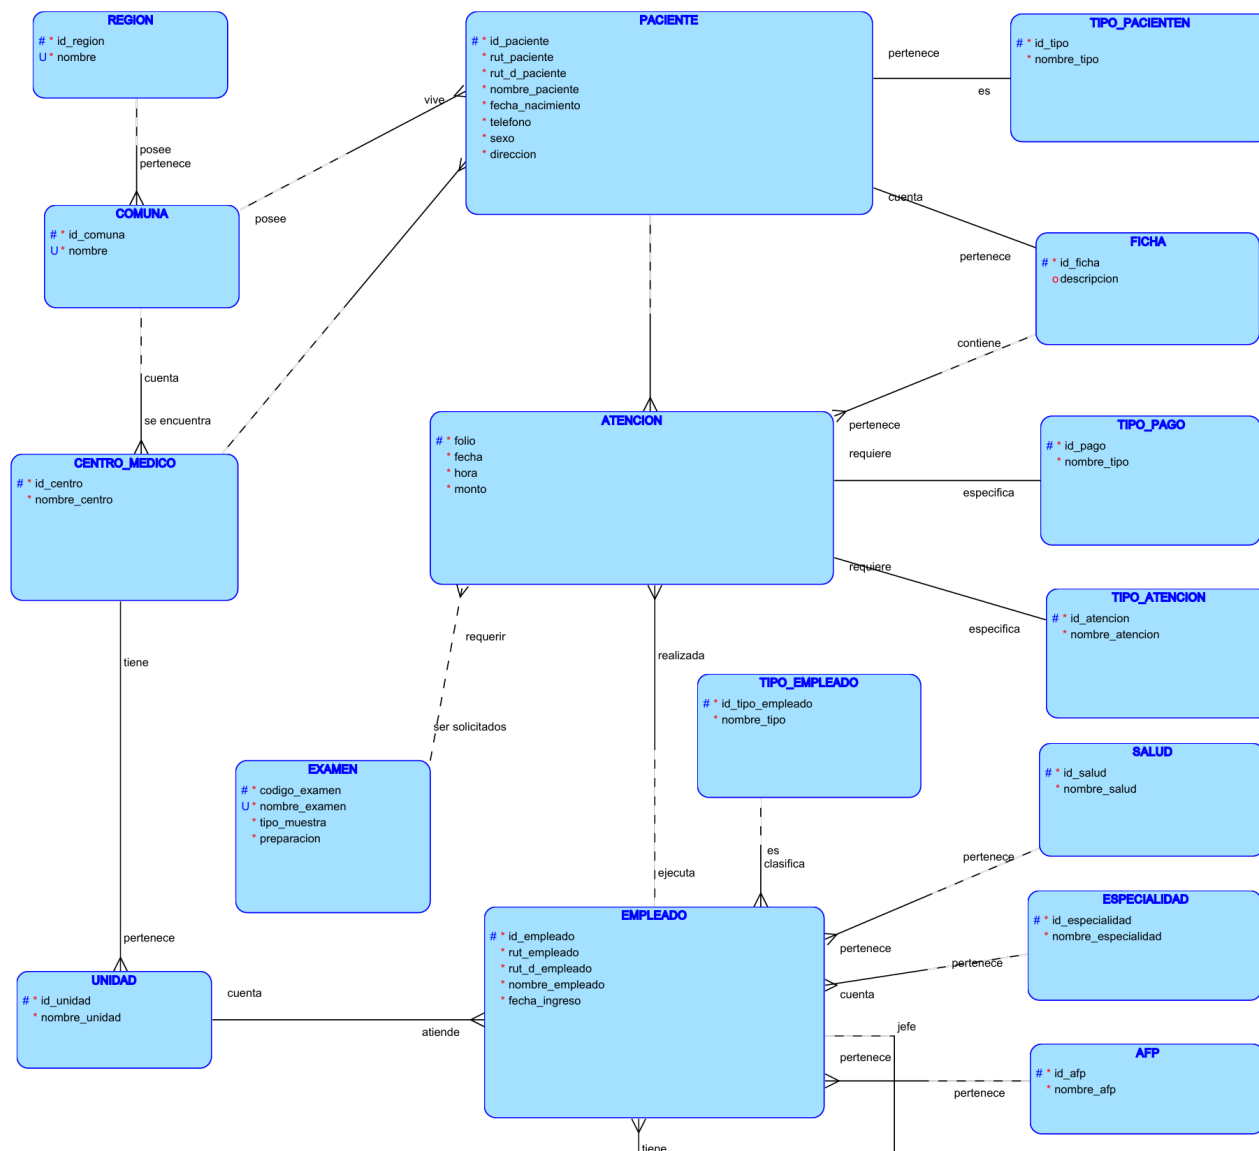 REGION
# * id_region
U * nombre
PACIENTE
# * id_paciente
* rut_paciente
* rut_d_paciente
* nombre_paciente
* fecha_nacimiento
* telefono
* sexo
* direccion
TIPO_PACIENTEN
# * id_tipo
* nombre_tipo
pertenece
es
vive
posee
pertenece
COMUNA
# * id_comuna
U * nombre
posee
cuenta
pertenece
FICHA
# * id_ficha
o descripcion
contiene
pertenece
cuenta
se encuentra
CENTRO_MEDICO
# * id_centro
* nombre_centro
ATENCION
# * folio
* fecha
* hora
* monto
TIPO_PAGO
# * id_pago
* nombre_tipo
requiere
especifica
requiere
especifica
TIPO_ATENCION
# * id_atencion
* nombre_atencion
tiene
requerir
realizada
ser solicitados
TIPO_EMPLEADO
# * id_tipo_empleado
* nombre_tipo
EXAMEN
# * codigo_examen
U * nombre_examen
* tipo_muestra
* preparacion
SALUD
# * id_salud
* nombre_salud
es
clasifica
ejecuta
pertenece
pertenece
EMPLEADO
# * id_empleado
* rut_empleado
* rut_d_empleado
* nombre_empleado
* fecha_ingreso
ESPECIALIDAD
# * id_especialidad
* nombre_especialidad
pertenece
cuenta
pertenece
UNIDAD
# * id_unidad
* nombre_unidad
cuenta
atiende
jefe
pertenece
pertenece
AFP
# * id_afp
* nombre_afp
tiene